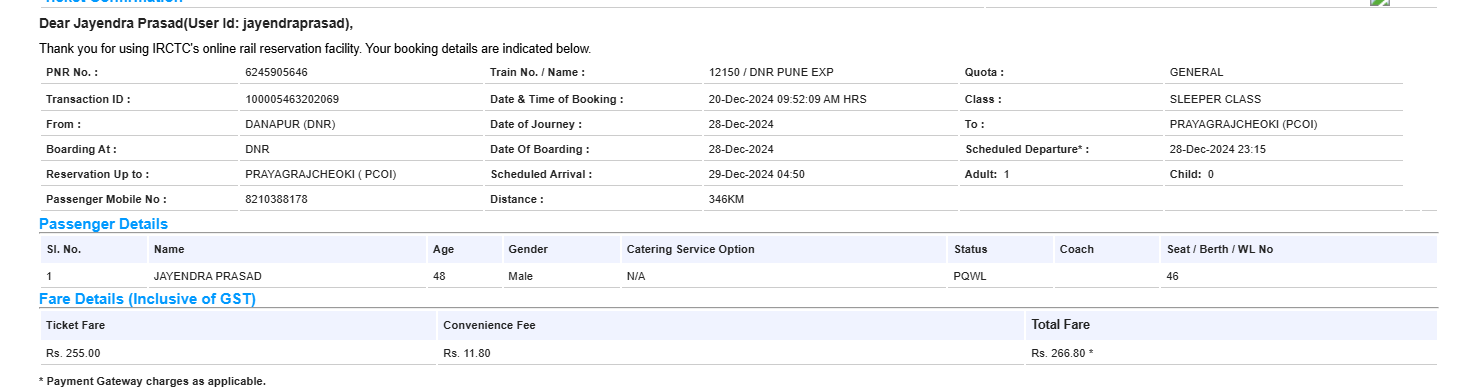 Ticket Confirmation
Dear Jayendra Prasad(User Id: jayendraprasad),
Thank you for using IRCTC's online rail reservation facility. Your booking details are indicated below.
PNR No. : 6245905646 Train No. / Name : 12150 / DNR PUNE EXP Quota : GENERAL
Transaction ID : 100005463202069 Date & Time of Booking : 20-Dec-2024 09:52:09 AM HRS Class : SLEEPER CLASS
From : DANAPUR (DNR) Date of Journey : 28-Dec-2024 To : PRAYAGRAJCHEOKI (PCOI)
Boarding At : DNR Date Of Boarding : 28-Dec-2024 Scheduled Departure* : 28-Dec-2024 23:15
Reservation Up to : PRAYAGRAJCHEOKI ( PCOI) Scheduled Arrival : 29-Dec-2024 04:50 Adult: 1 Child: 0
Passenger Mobile No : 8210388178 Distance : 346KM
Passenger Details
Sl. No. Name Age Gender Catering Service Option Status Coach Seat / Berth / WL No
1 JAYENDRA PRASAD 48 Male N/A PQWL 46
Fare Details (Inclusive of GST)
Ticket Fare Convenience Fee Total Fare
Rs. 255.00 Rs. 11.80 Rs. 266.80 *
* Payment Gateway charges as applicable.